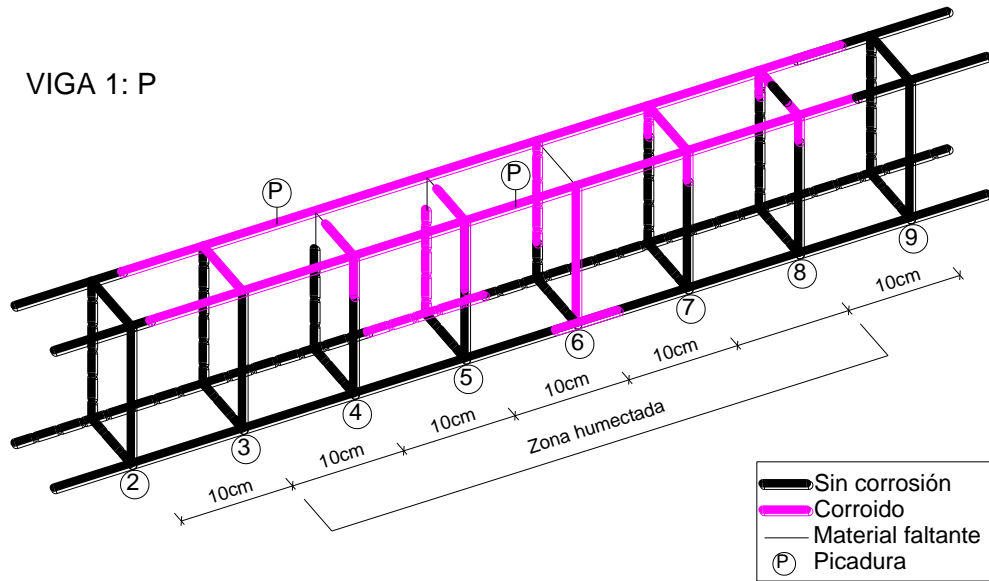 VIGA 1: P
P
P
2
3
4
5
6
7
8
9
10cm
10cm
10cm
10cm
10cm
10cm
10cm
Zona humectada
Sin corrosión
Corroido
Material faltante
P Picadura